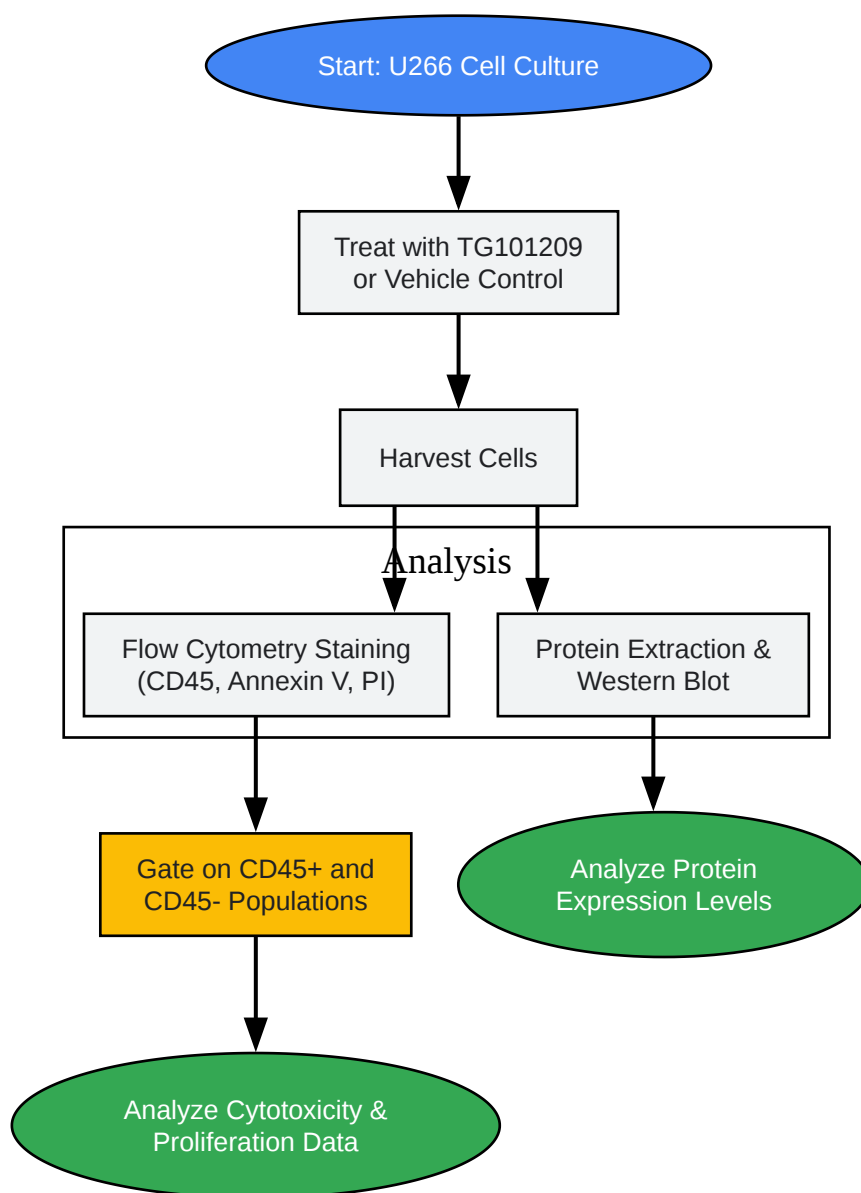 Start: U266 Cell Culture
Treat with TG101209
or Vehicle Control
Harvest Cells
Analysis
Flow Cytometry Staining
(CD45, Annexin V, PI)
Protein Extraction &
Western Blot
Gate on CD45+ and
CD45- Populations
Analyze Protein
Expression Levels
Analyze Cytotoxicity &
Proliferation Data